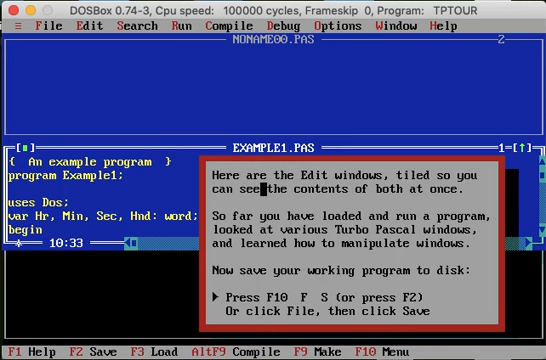 DOSBox 0.74-3, Cpu speed: 100000 cycles, Frameskip 0, Program: TPTOUR
≡ File Edit Search Run Compile Debug Options Window Help
NONAME00.PAS 2
[■] EXAMPLE1.PAS 1=[↑]
{ An example program }
program Example1;
uses Dos;
var Hr, Min, Sec, Hnd: word;
begin
10:33
Here are the Edit windows, tiled so you
can see the contents of both at once.
So far you have loaded and run a program,
looked at various Turbo Pascal windows,
and learned how to manipulate windows.
Now save your working program to disk:
► Press F10 F S (or press F2)
Or click File, then click Save
F1 Help F2 Save F3 Load AltF9 Compile F9 Make F10 Menu